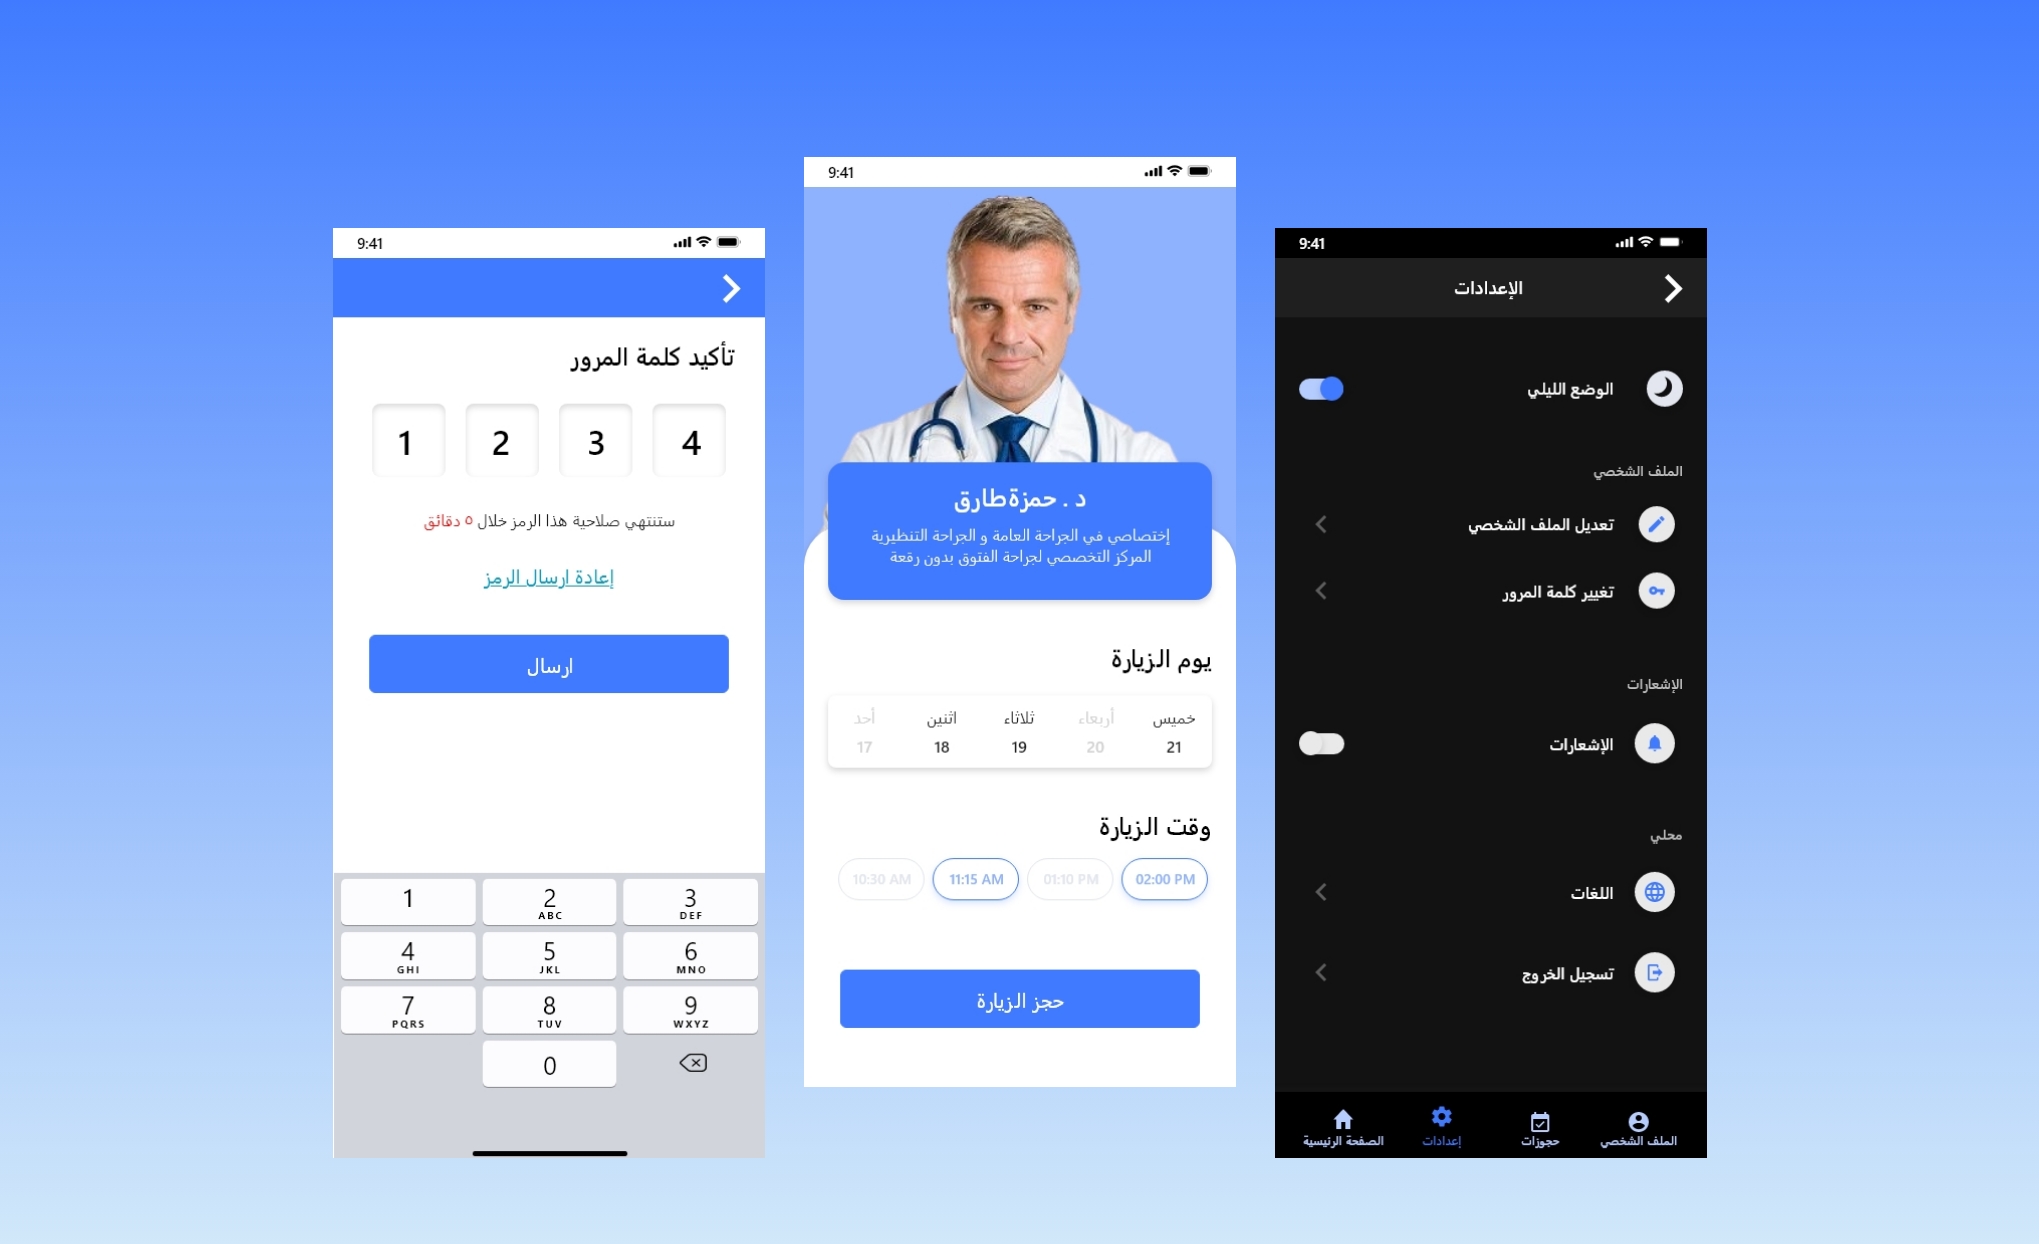 9:41
تأكيد كلمة المرور
1 2 3 4
ستنتهي صلاحية هذا الرمز خلال ٥ دقائق
إعادة ارسال الرمز
ارسال
1
2
ABC
3
DEF
4
GHI
5
JKL
6
MNO
7
PQRS
8
TUV
9
WXYZ
0
9:41
د . حمزة طارق
إختصاصي في الجراحة العامة و الجراحة التنظيرية
المركز التخصصي لجراحة الفتوق بدون رقعة
يوم الزيارة
خميس أربعاء ثلاثاء اثنين أحد
21 20 19 18 17
وقت الزيارة
10:30 AM 11:15 AM 01:10 PM 02:00 PM
حجز الزيارة
9:41
الإعدادات
الوضع الليلي
الملف الشخصي
تعديل الملف الشخصي
تغيير كلمة المرور
الإشعارات
الإشعارات
محلي
اللغات
تسجيل الخروج
الملف الشخصي حجوزات إعدادات الصفحة الرئيسية